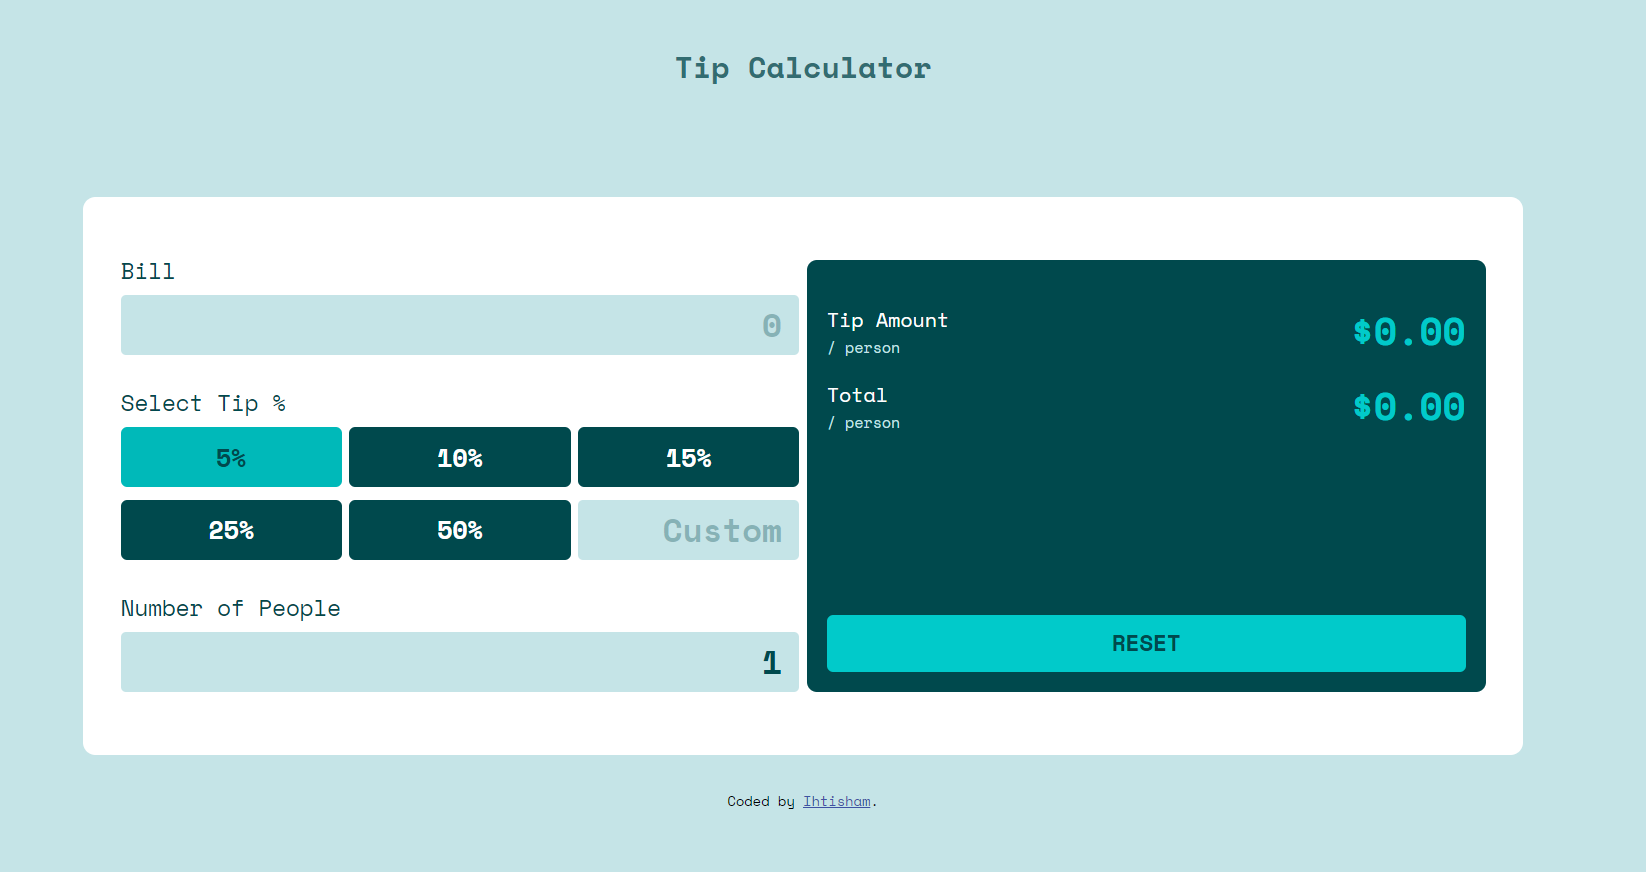 Tip Calculator
Bill
0
Select Tip %
5% 10% 15%
25% 50% Custom
Number of People
1
Tip Amount
/ person
$0.00
Total
/ person
$0.00
RESET
Coded by Ihtisham.